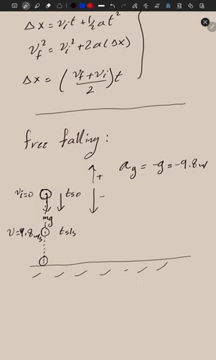 Δx = v_i t + 1/2 a t²
v_f² = v_i² + 2a(Δx)
Δx = ((v_f + v_i)/2) t
free falling:
a_g = -g = -9.8 m/
+
v_i=0
t=0
-
mg
v=9.8 m/s
t=1s